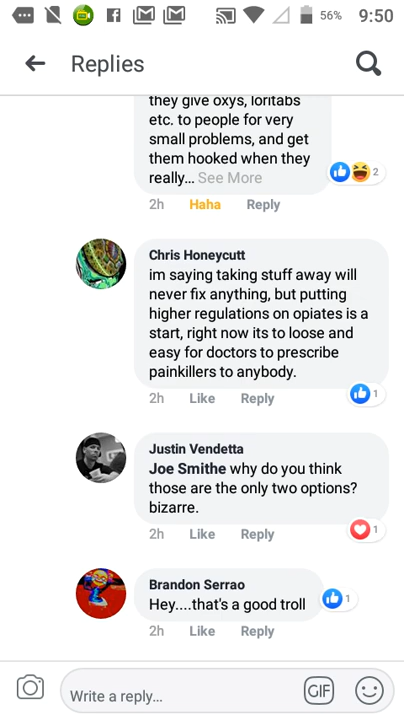 56% 9:50
Replies
they give oxys, loritabs
etc. to people for very
small problems, and get
them hooked when they
really... See More
2
2h Haha Reply
Chris Honeycutt
im saying taking stuff away will
never fix anything, but putting
higher regulations on opiates is a
start, right now its to loose and
easy for doctors to prescribe
painkillers to anybody.
1
2h Like Reply
Justin Vendetta
Joe Smithe why do you think
those are the only two options?
bizarre.
1
2h Like Reply
Brandon Serrao
Hey....that's a good troll
1
2h Like Reply
Write a reply...
GIF